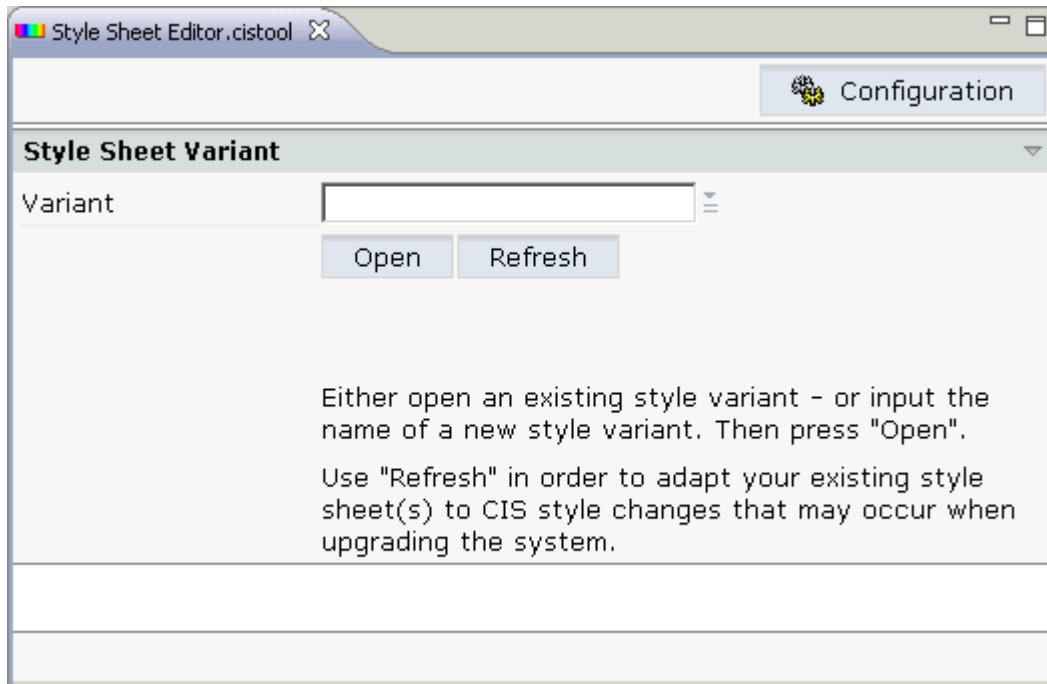 Style Sheet Editor.cistool
Configuration
Style Sheet Variant
Variant
Open Refresh
Either open an existing style variant – or input the
name of a new style variant. Then press "Open".
Use "Refresh" in order to adapt your existing style
sheet(s) to CIS style changes that may occur when
upgrading the system.